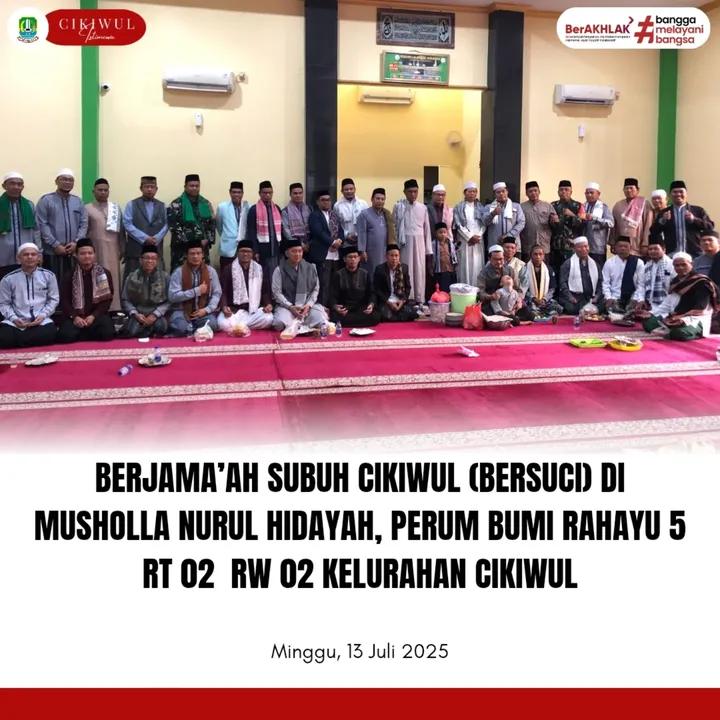 CIKIWUL
Istimewa
BerAKHLAK
#bangga
melayani
bangsa
BERJAMA’AH SUBUH CIKIWUL (BERSUCI) DI
MUSHOLLA NURUL HIDAYAH, PERUM BUMI RAHAYU 5
RT 02 RW 02 KELURAHAN CIKIWUL
Minggu, 13 Juli 2025